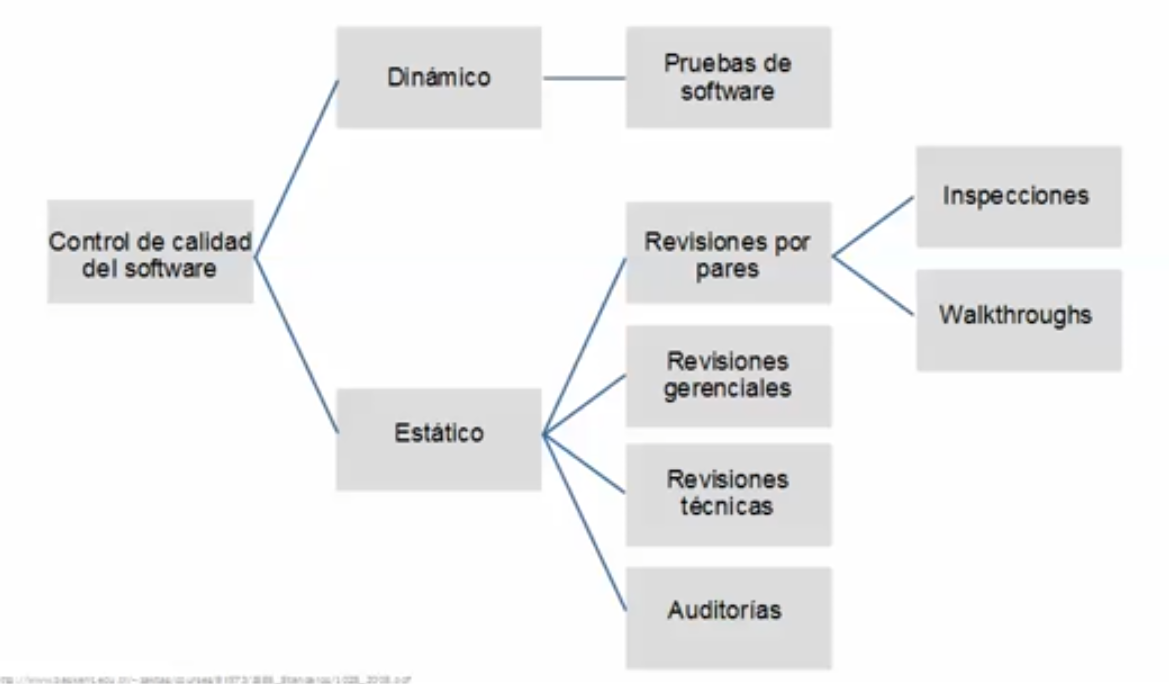 Dinámico
Pruebas de
software
Inspecciones
Control de calidad
del software
Revisiones por
pares
Walkthroughs
Revisiones
gerenciales
Estático
Revisiones
técnicas
Auditorías